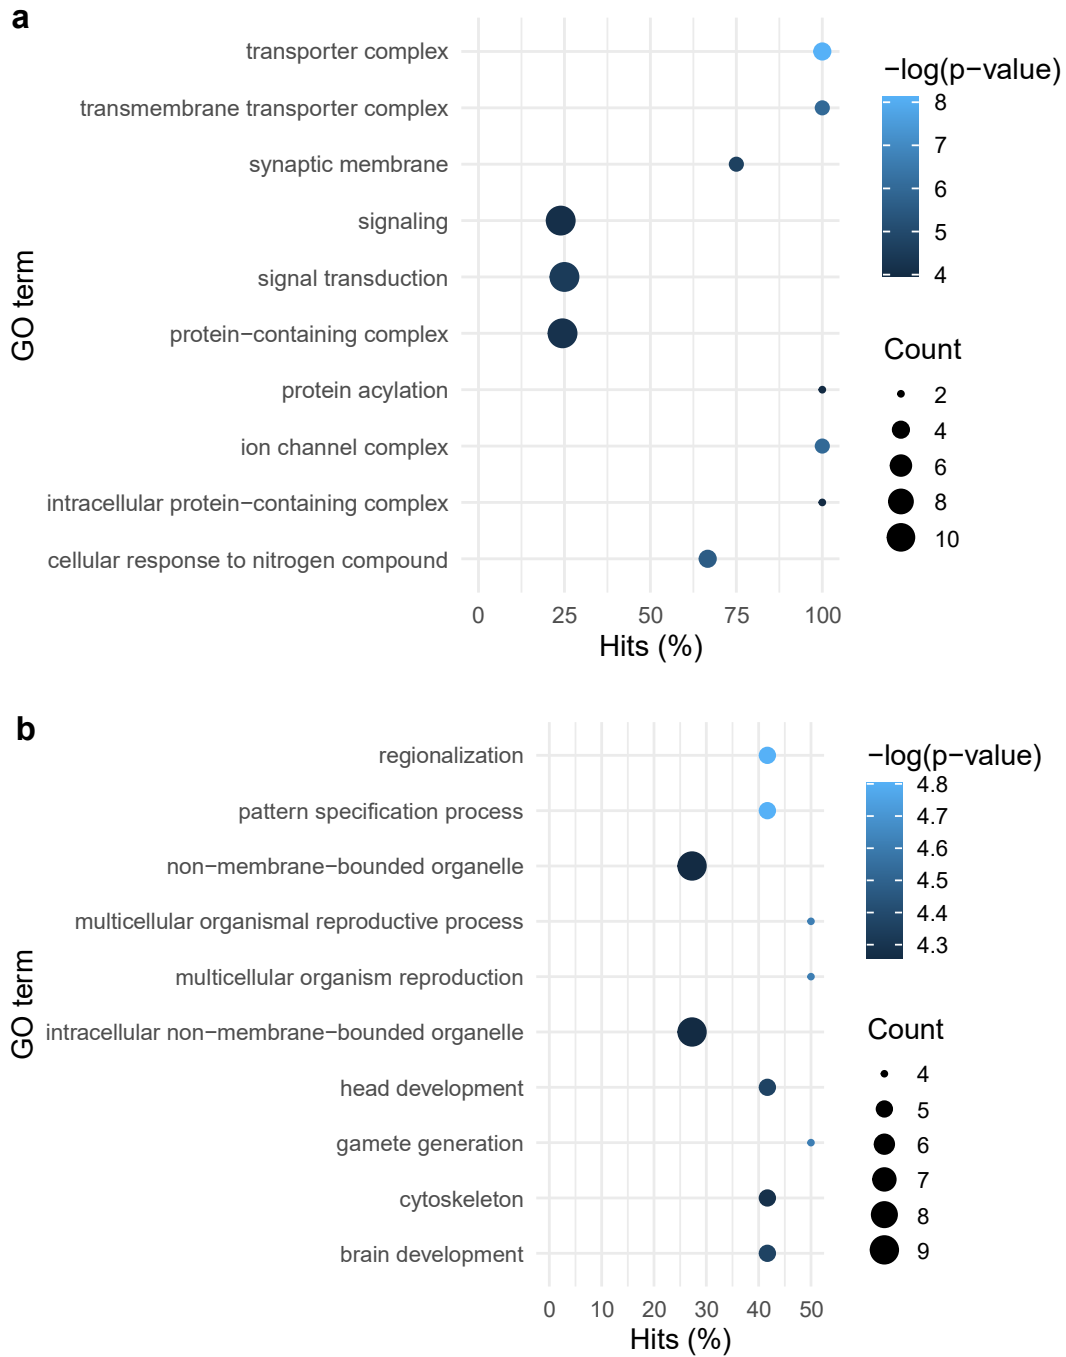 a
GO term
transporter complex
transmembrane transporter complex
synaptic membrane
signaling
signal transduction
protein−containing complex
protein acylation
ion channel complex
intracellular protein−containing complex
cellular response to nitrogen compound
0 25 50 75 100
Hits (%)
−log(p−value)
8
7
6
5
4
Count
2
4
6
8
10
b
GO term
regionalization
pattern specification process
non−membrane−bounded organelle
multicellular organismal reproductive process
multicellular organism reproduction
intracellular non−membrane−bounded organelle
head development
gamete generation
cytoskeleton
brain development
0 10 20 30 40 50
Hits (%)
−log(p−value)
4.8
4.7
4.6
4.5
4.4
4.3
Count
4
5
6
7
8
9